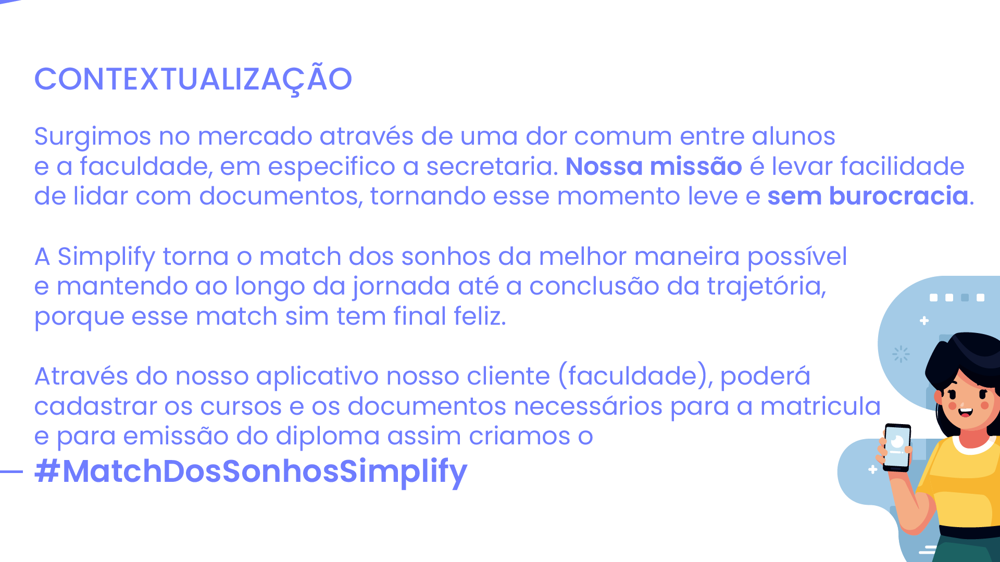 CONTEXTUALIZAÇÃO
Surgimos no mercado através de uma dor comum entre alunos
e a faculdade, em especifico a secretaria. Nossa missão é levar facilidade
de lidar com documentos, tornando esse momento leve e sem burocracia.
A Simplify torna o match dos sonhos da melhor maneira possível
e mantendo ao longo da jornada até a conclusão da trajetória,
porque esse match sim tem final feliz.
Através do nosso aplicativo nosso cliente (faculdade), poderá
cadastrar os cursos e os documentos necessários para a matricula
e para emissão do diploma assim criamos o
#MatchDosSonhosSimplify